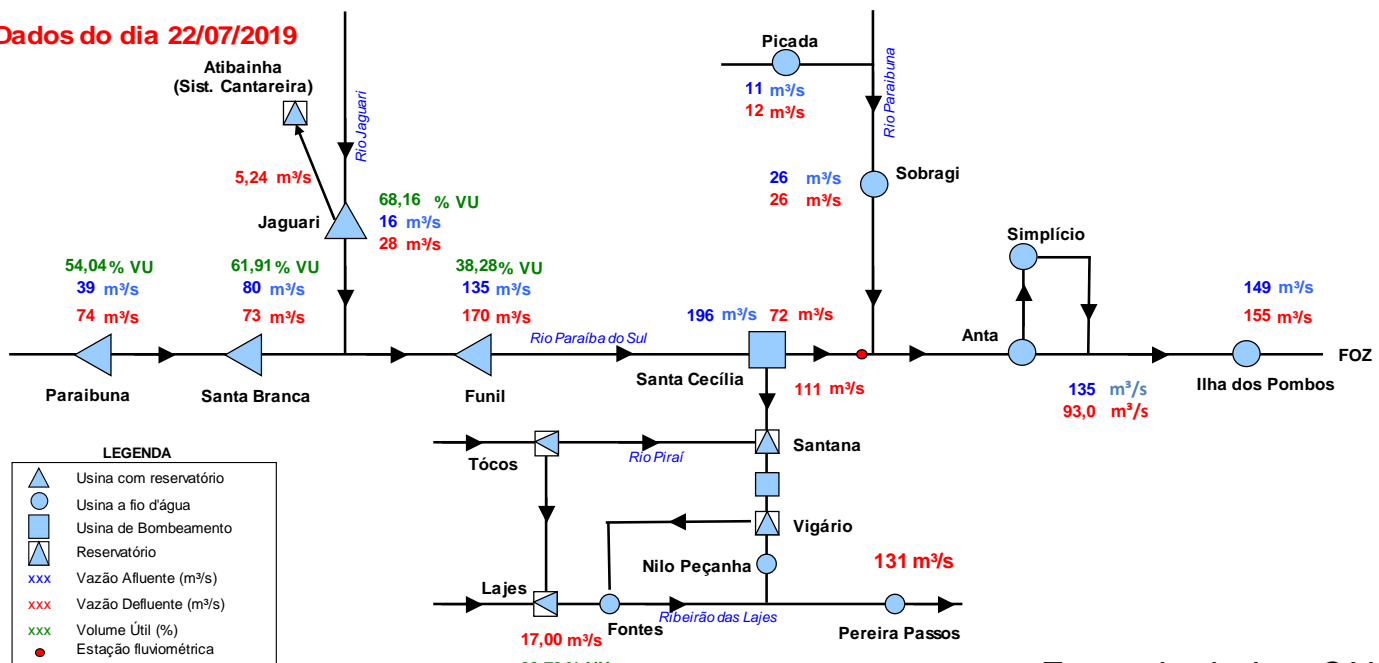 Dados do dia 22/07/2019
Atibainha
(Sist. Cantareira)
Rio Jaguari
5,24 m³/s
Jaguari
68,16 % VU
16 m³/s
28 m³/s
Picada
11 m³/s
12 m³/s
Rio Paraibuna
26 m³/s
26 m³/s
Sobragi
54,04% VU
39 m³/s
74 m³/s
Paraibuna
61,91% VU
80 m³/s
73 m³/s
Santa Branca
38,28% VU
135 m³/s
170 m³/s
Funil
Rio Paraíba do Sul
196 m³/s 72 m³/s
Santa Cecília
111 m³/s
Simplício
Anta
135 m³/s
93,0 m³/s
149 m³/s
155 m³/s
Ilha dos Pombos
FOZ
Tócos
Rio Piraí
Santana
Vigário
Nilo Peçanha
131 m³/s
Lajes
17,00 m³/s
Fontes
Ribeirão das Lajes
Pereira Passos
LEGENDA
Usina com reservatório
Usina a fio d'água
Usina de Bombeamento
Reservatório
xxx Vazão Afluente (m³/s)
xxx Vazão Defluente (m³/s)
xxx Volume Útil (%)
Estação fluviométrica